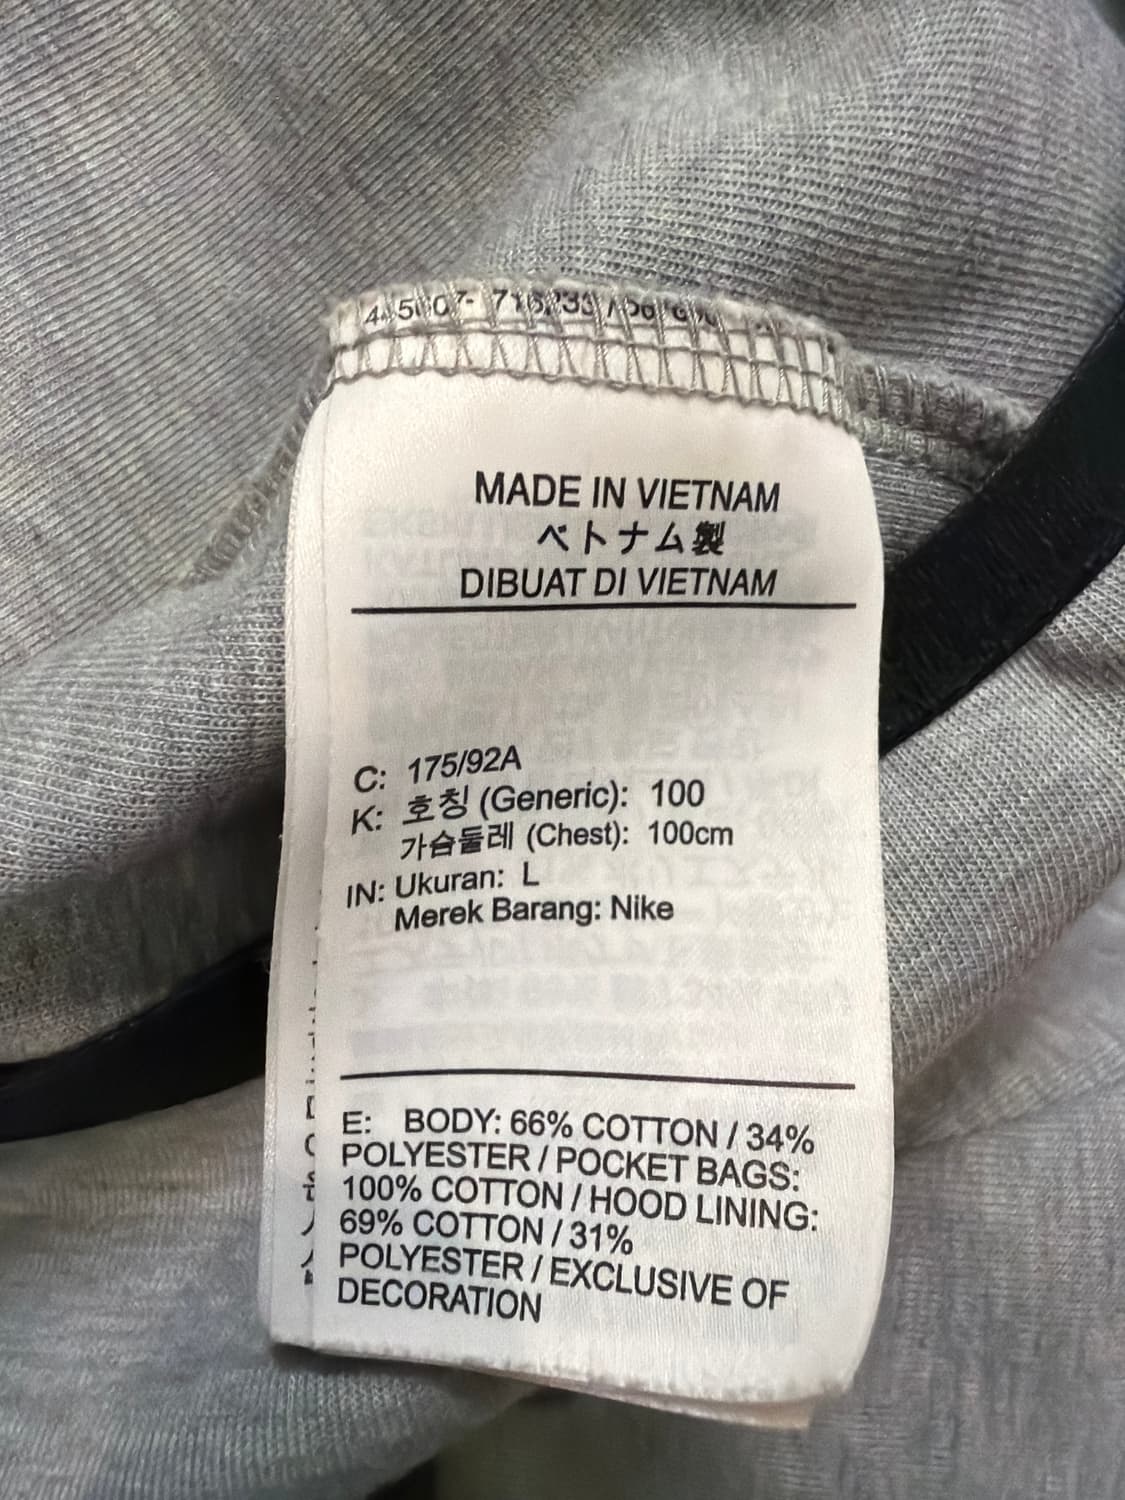 MADE IN VIETNAM
ベトナム製
DIBUAT DI VIETNAM
C: 175/92A
K: 호칭 (Generic): 100
가슴둘레 (Chest): 100cm
IN: Ukuran: L
Merek Barang: Nike
E: BODY: 66% COTTON / 34%
POLYESTER / POCKET BAGS:
100% COTTON / HOOD LINING:
69% COTTON / 31%
POLYESTER / EXCLUSIVE OF
DECORATION